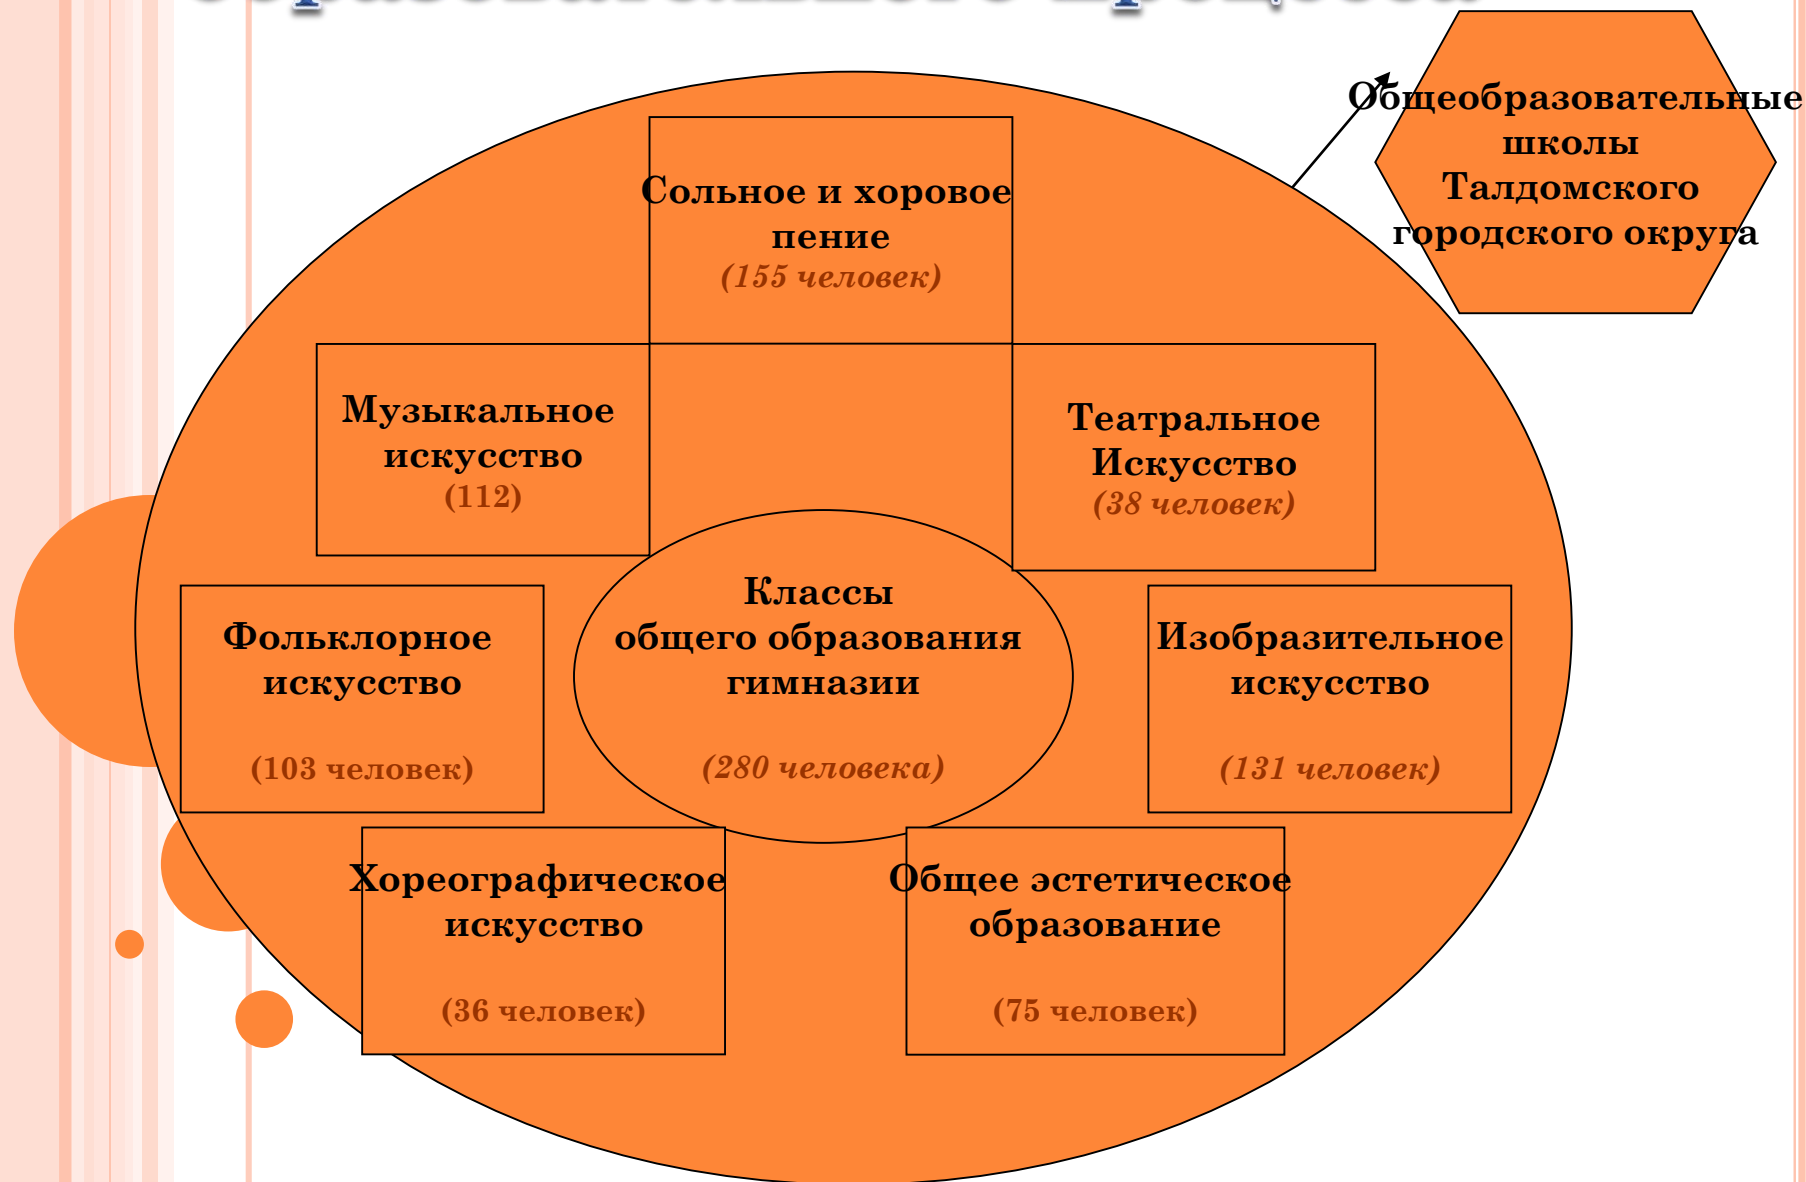 Общеобразовательные
школы
Талдомского
городского округа
Сольное и хоровое
пение
(155 человек)
Музыкальное
искусство
(112)
Театральное
Искусство
(38 человек)
Классы
общего образования
гимназии
(280 человека)
Фольклорное
искусство
(103 человек)
Изобразительное
искусство
(131 человек)
Хореографическое
искусство
(36 человек)
Общее эстетическое
образование
(75 человек)